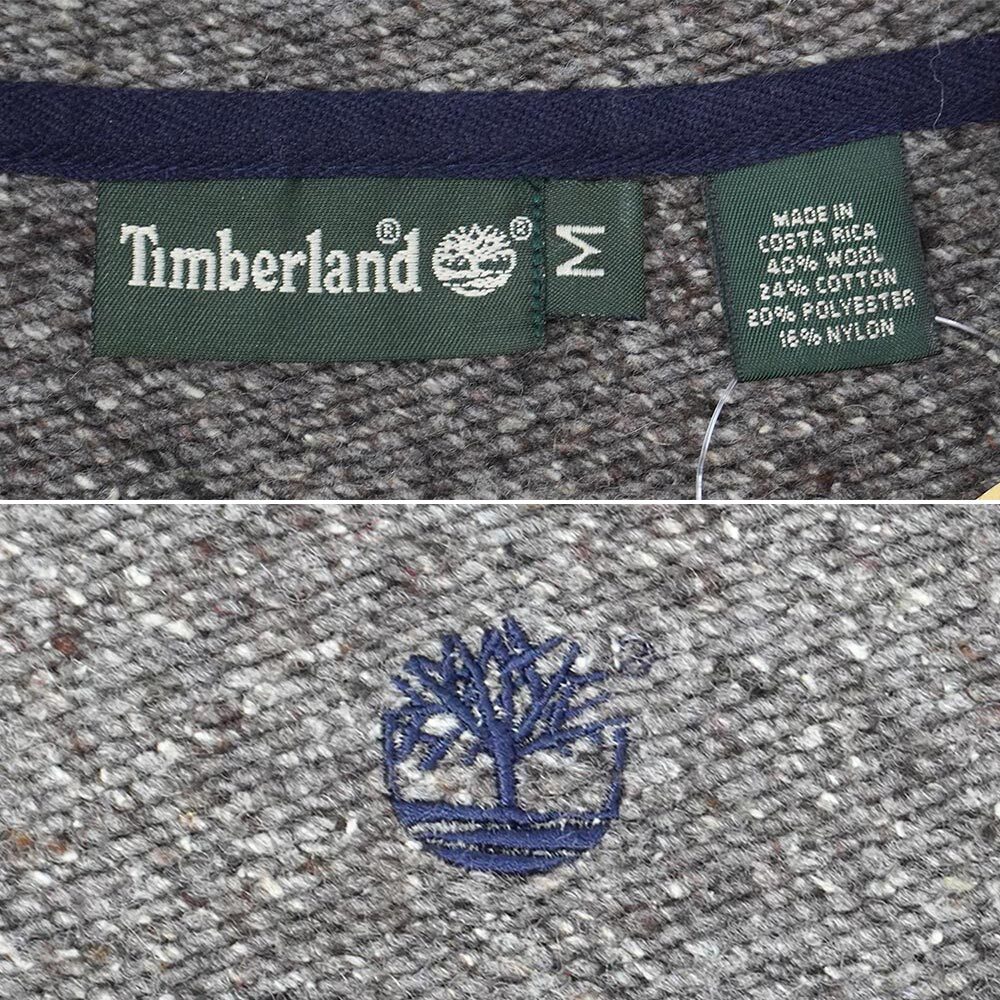 Timberland® ®
M
MADE IN
COSTA RICA
40% WOOL
24% COTTON
20% POLYESTER
16% NYLON
®